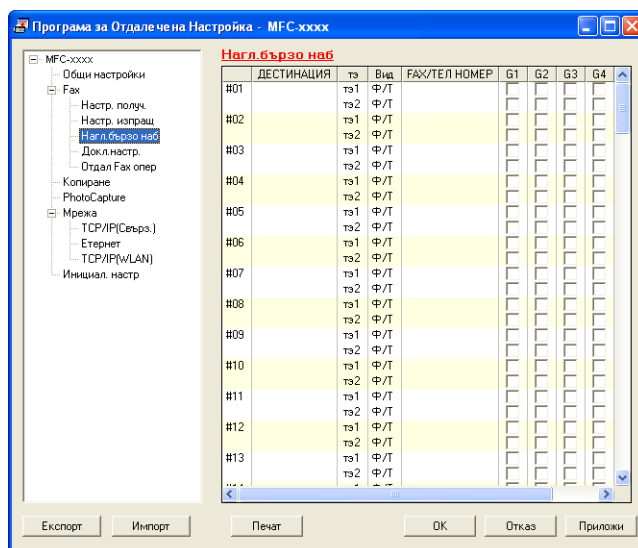 Програма за Отдалечена Настройка - MFC-xxxx
MFC-xxxx
Общи настройки
Fax
Настр. получ.
Настр. изпращ
Нагл.бързо наб
Докл.настр.
Отдал Fax опер
Копиране
PhotoCapture
Мрежа
TCP/IP(Свърз.)
Етернет
TCP/IP(WLAN)
Инициал. настр
Нагл.бързо наб
ДЕСТИНАЦИЯ тэ Вид FAX/ТЕЛ НОМЕР G1 G2 G3 G4
#01 тэ1 Ф/Т
тэ2 Ф/Т
#02 тэ1 Ф/Т
тэ2 Ф/Т
#03 тэ1 Ф/Т
тэ2 Ф/Т
#04 тэ1 Ф/Т
тэ2 Ф/Т
#05 тэ1 Ф/Т
тэ2 Ф/Т
#06 тэ1 Ф/Т
тэ2 Ф/Т
#07 тэ1 Ф/Т
тэ2 Ф/Т
#08 тэ1 Ф/Т
тэ2 Ф/Т
#09 тэ1 Ф/Т
тэ2 Ф/Т
#10 тэ1 Ф/Т
тэ2 Ф/Т
#11 тэ1 Ф/Т
тэ2 Ф/Т
#12 тэ1 Ф/Т
тэ2 Ф/Т
#13 тэ1 Ф/Т
тэ2 Ф/Т
Експорт Импорт Печат OK Отказ Приложи